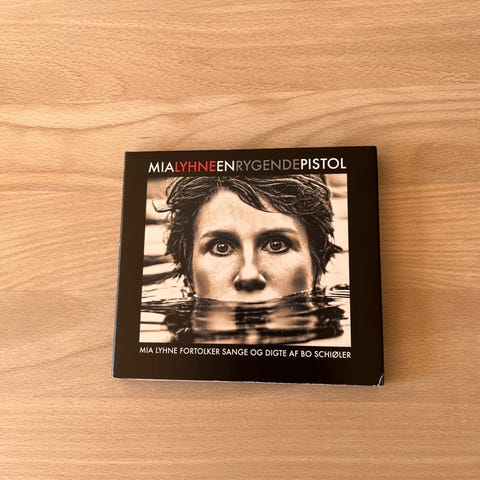 MIALYHNEENRYGENDEPISTOL
MIA LYHNE FORTOLKER SANGE OG DIGTE AF BO SCHIØLER